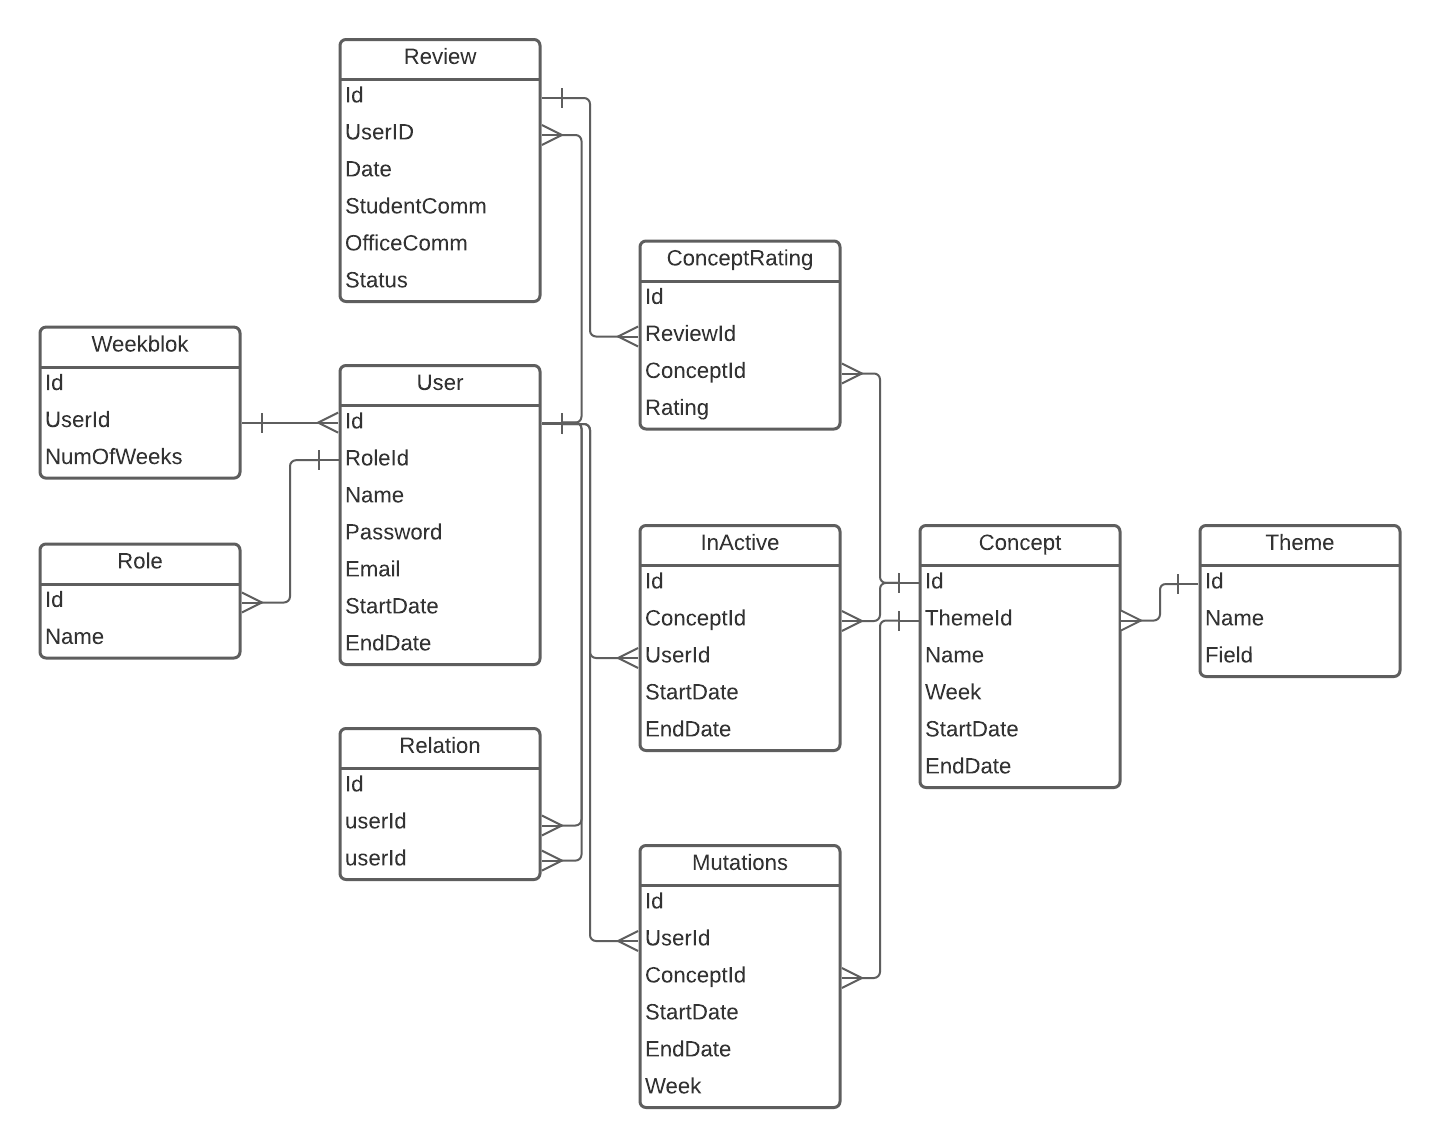 Review
Id
UserID
Date
StudentComm
OfficeComm
Status
Weekblok
Id
UserId
NumOfWeeks
Role
Id
Name
User
Id
RoleId
Name
Password
Email
StartDate
EndDate
Relation
Id
userId
userId
ConceptRating
Id
ReviewId
ConceptId
Rating
InActive
Id
ConceptId
UserId
StartDate
EndDate
Mutations
Id
UserId
ConceptId
StartDate
EndDate
Week
Concept
Id
ThemeId
Name
Week
StartDate
EndDate
Theme
Id
Name
Field